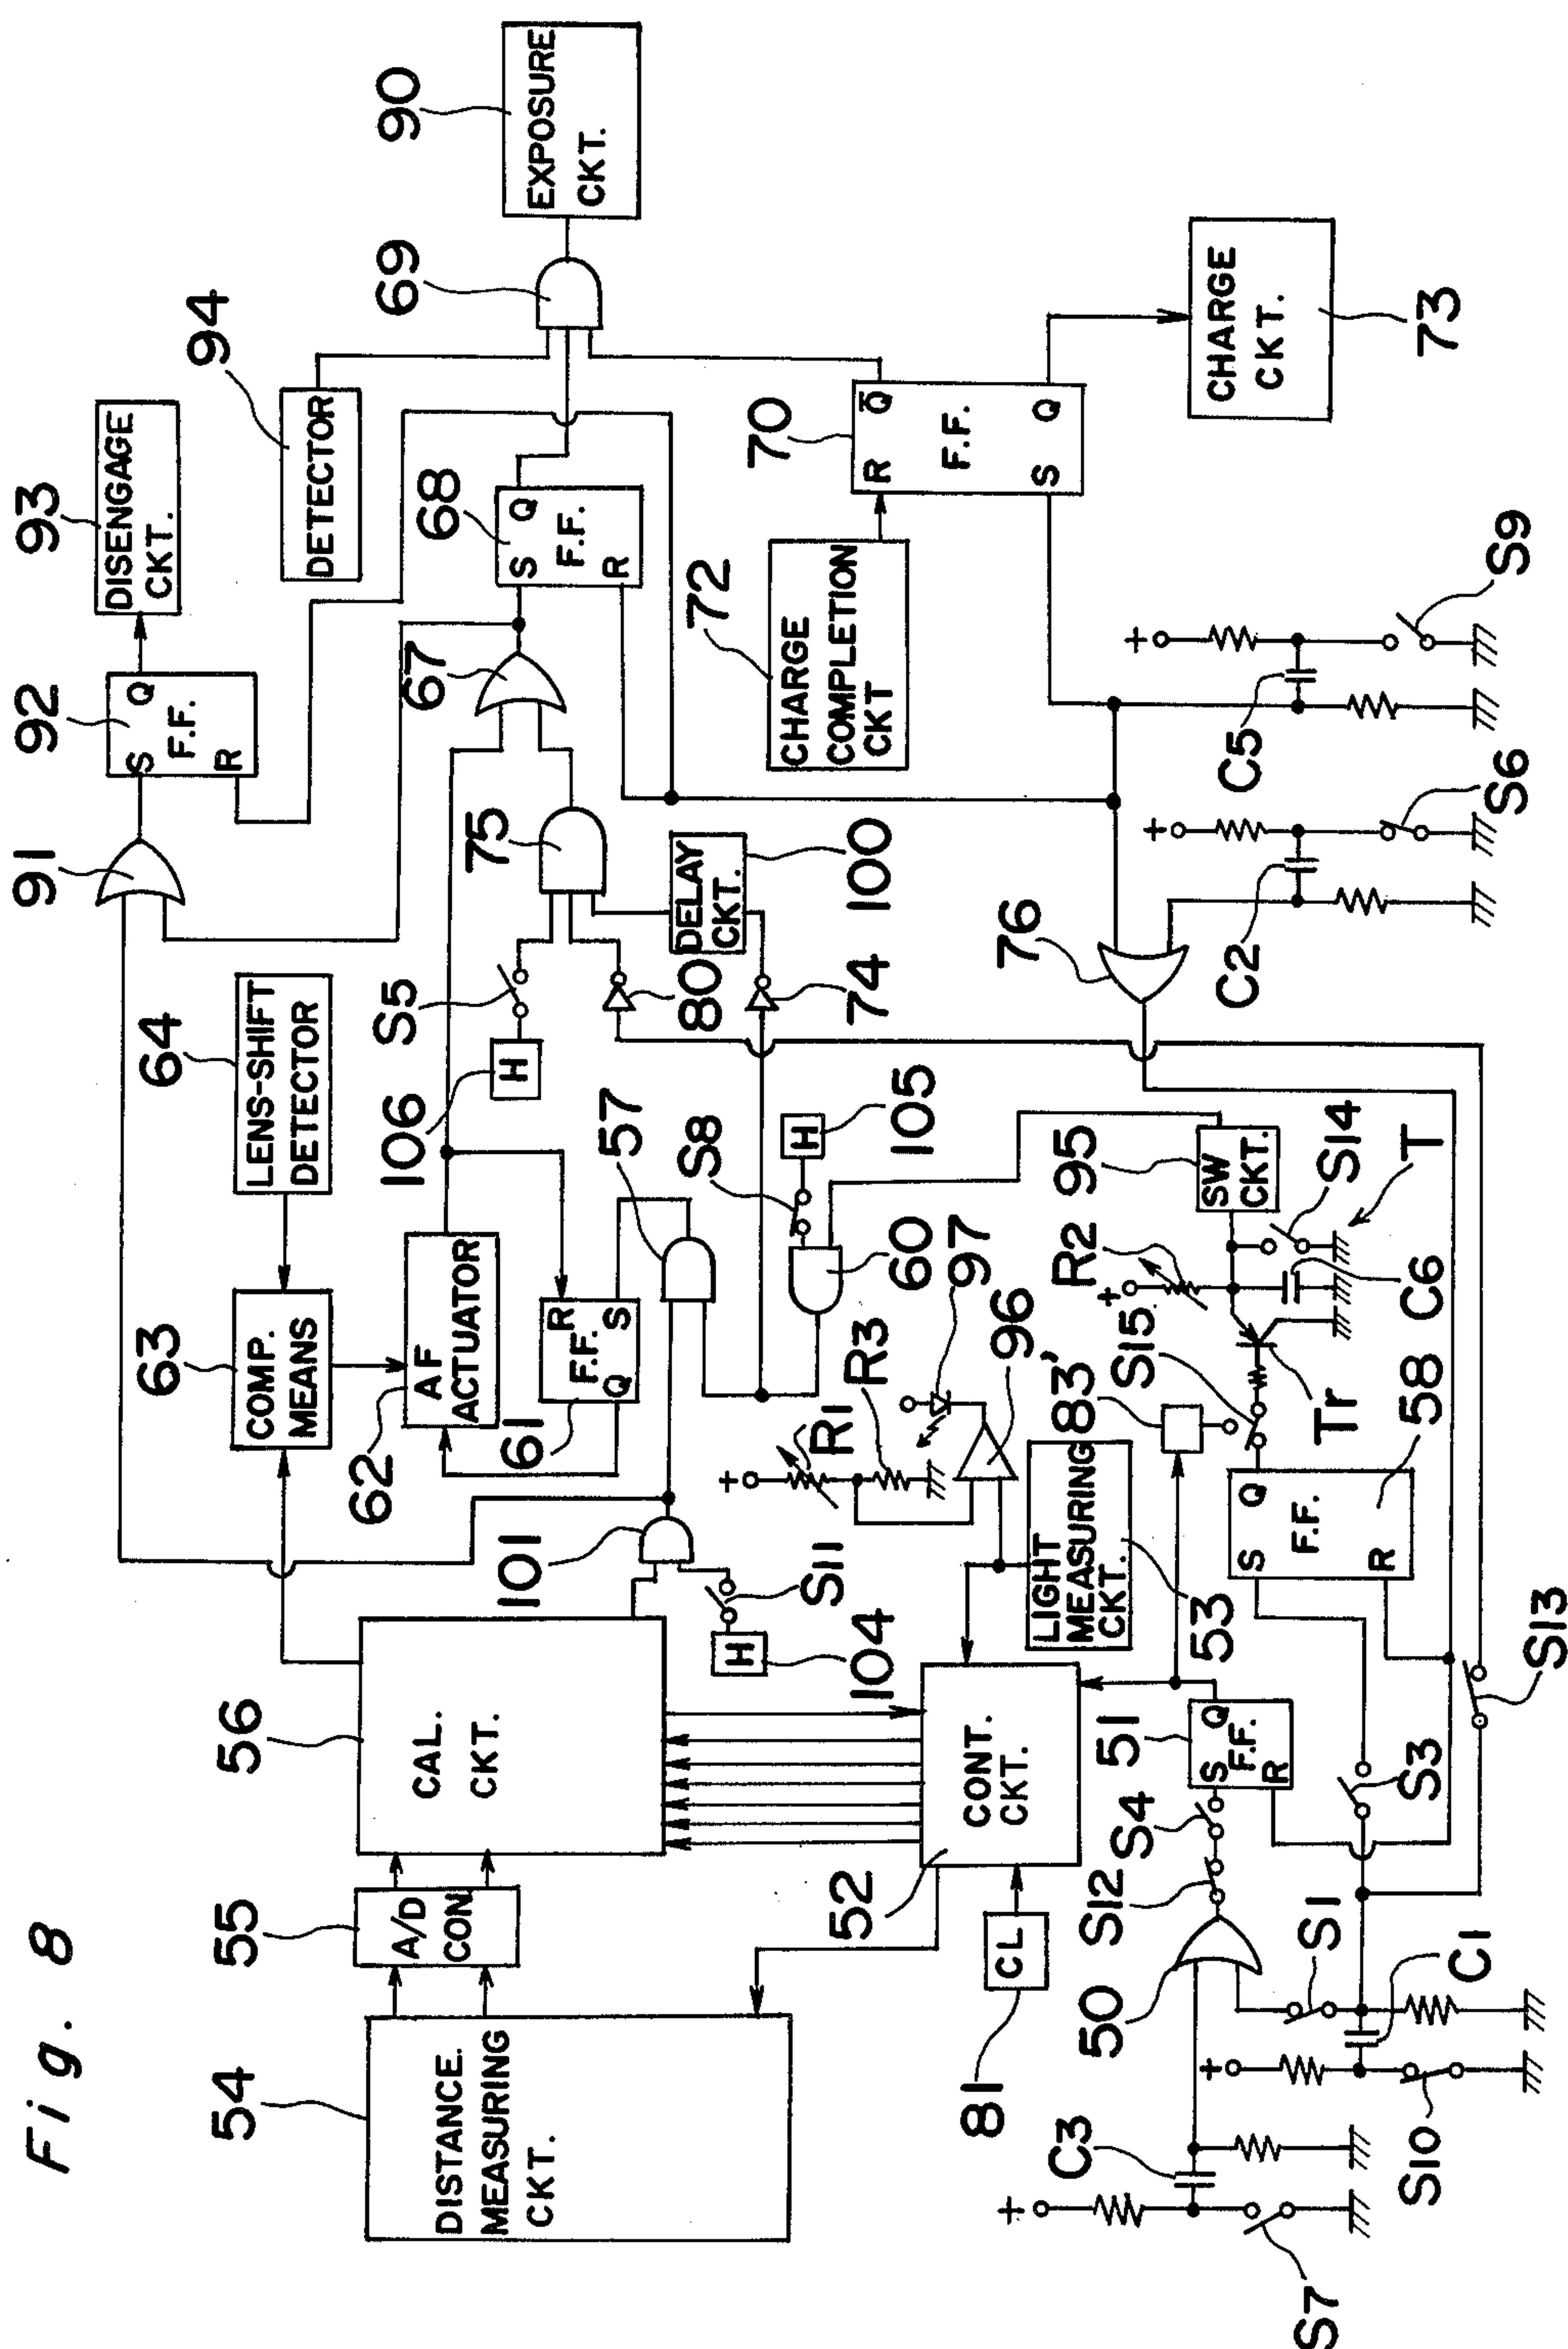 Fig. 8
54
DISTANCE.
MEASURING
CKT.
55
A/D
CON.
56
CAL.
CKT.
63
COMP.
MEANS
64
LENS-SHIFT
DETECTOR
62
AF
ACTUATOR
61
R
F.F.
Q
S
57
101
S11
H
104
91
92
S
Q
F.F.
R
93
DISENGAGE
CKT.
94
DETECTOR
106
H
S5
75
67
68
S
Q
F.F.
R
69
90
EXPOSURE
CKT.
80
74
DELAY
CKT.
100
S8
H
105
60
97
96
R1
R3
+
LIGHT
MEASURING
CKT.
53
52
CONT.
CKT.
81
CL
72
CHARGE
COMPLETION
CKT
70
R
Q̅
F.F.
S
Q
CHARGE
CKT.
73
76
C2
+
S6
C5
+
S9
95
SW
CKT.
S14
T
R2
+
C6
Tr
S15
83'
58
S
Q
F.F.
R
51
S
Q
F.F.
R
S4
S12
S3
S13
50
S1
C1
+
S10
C3
+
S7